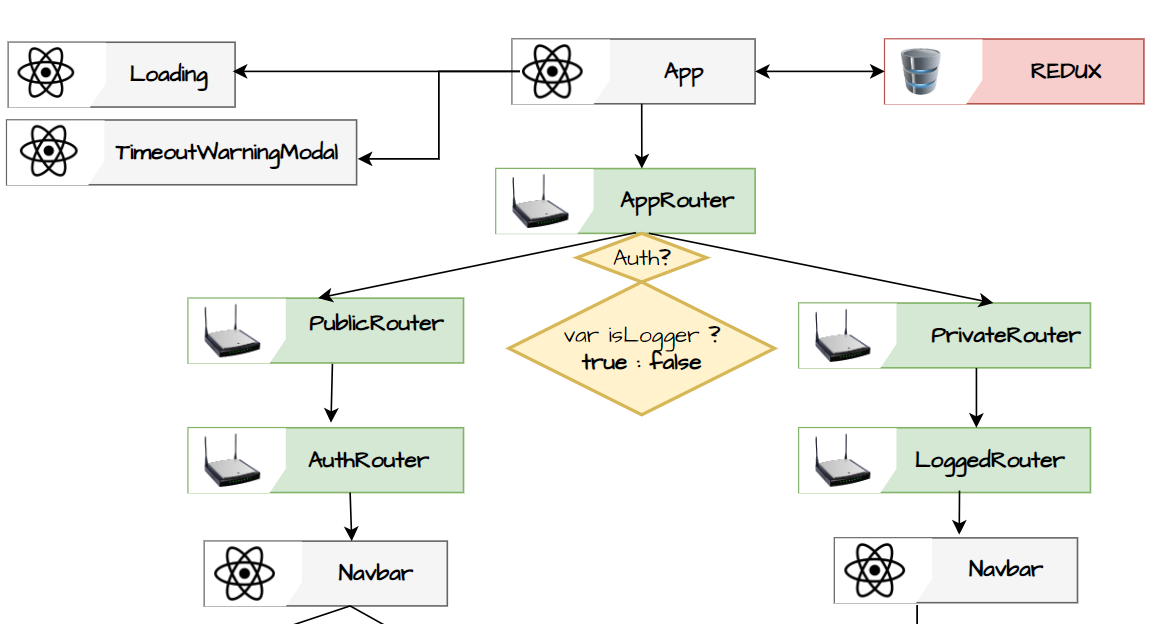 Loading
App
REDUX
TimeoutWarningModal
AppRouter
Auth?
PublicRouter
var isLogger ?
true : false
PrivateRouter
AuthRouter
LoggedRouter
Navbar
Navbar